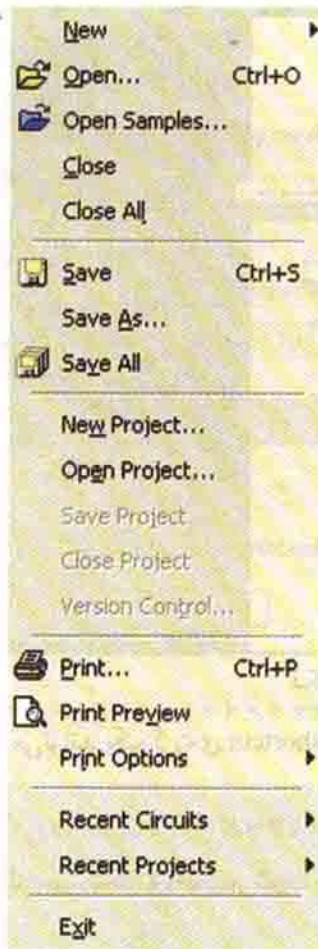 New
Open... Ctrl+O
Open Samples...
Close
Close All
Save Ctrl+S
Save As...
Save All
New Project...
Open Project...
Save Project
Close Project
Version Control...
Print... Ctrl+P
Print Preview
Print Options
Recent Circuits
Recent Projects
Exit